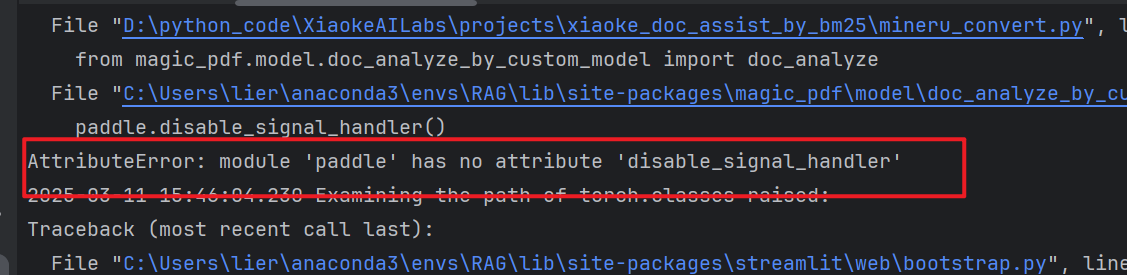 File "D:\python_code\XiaokeAILabs\projects\xiaoke_doc_assist_by_bm25\mineru_convert.py", l
from magic_pdf.model.doc_analyze_by_custom_model import doc_analyze
File "C:\Users\lier\anaconda3\envs\RAG\lib\site-packages\magic_pdf\model\doc_analyze_by_cu
paddle.disable_signal_handler()
AttributeError: module 'paddle' has no attribute 'disable_signal_handler'
2025-03-11 15:46:04.230 Examining the path of torch.classes raised:
Traceback (most recent call last):
File "C:\Users\lier\anaconda3\envs\RAG\lib\site-packages\streamlit\web\bootstrap.py", line